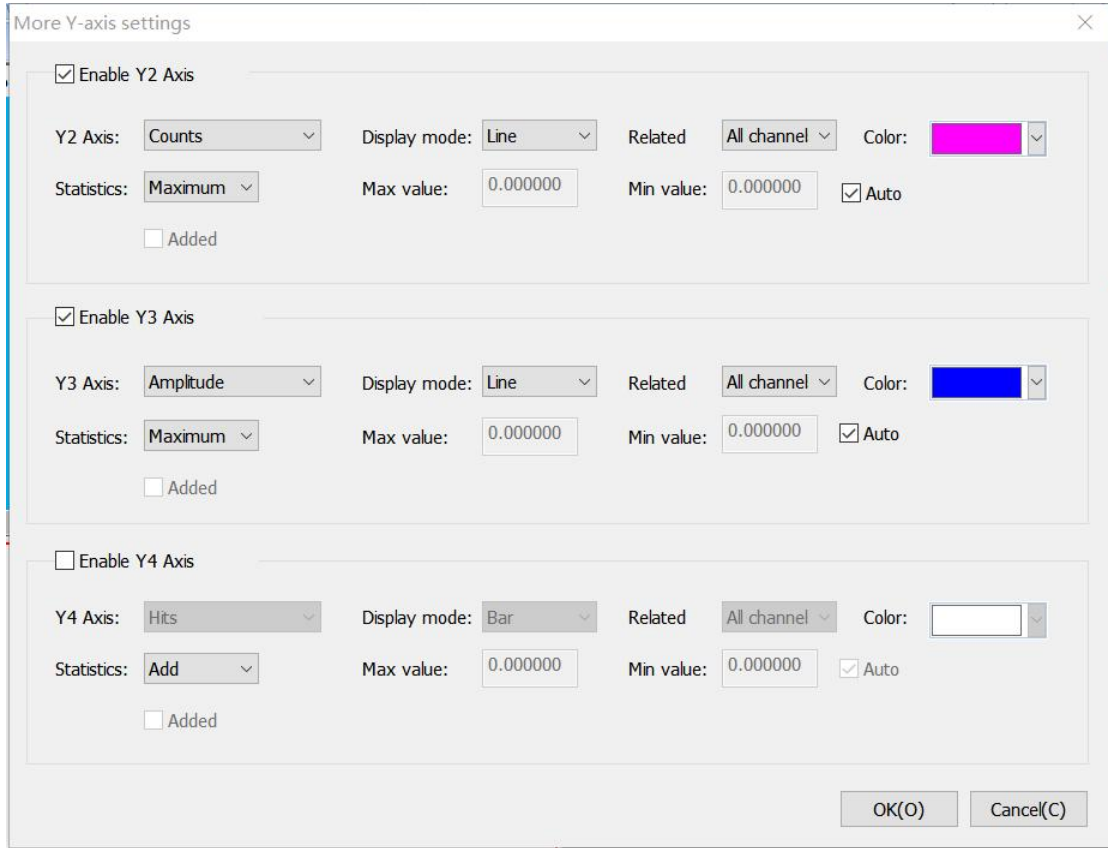 More Y-axis settings
Enable Y2 Axis
Y2 Axis: Counts Display mode: Line Related All channel Color:
Statistics: Maximum Max value: 0.000000 Min value: 0.000000 Auto
Added
Enable Y3 Axis
Y3 Axis: Amplitude Display mode: Line Related All channel Color:
Statistics: Maximum Max value: 0.000000 Min value: 0.000000 Auto
Added
Enable Y4 Axis
Y4 Axis: Hits Display mode: Bar Related All channel Color:
Statistics: Add Max value: 0.000000 Min value: 0.000000 Auto
Added
OK(O) Cancel(C)